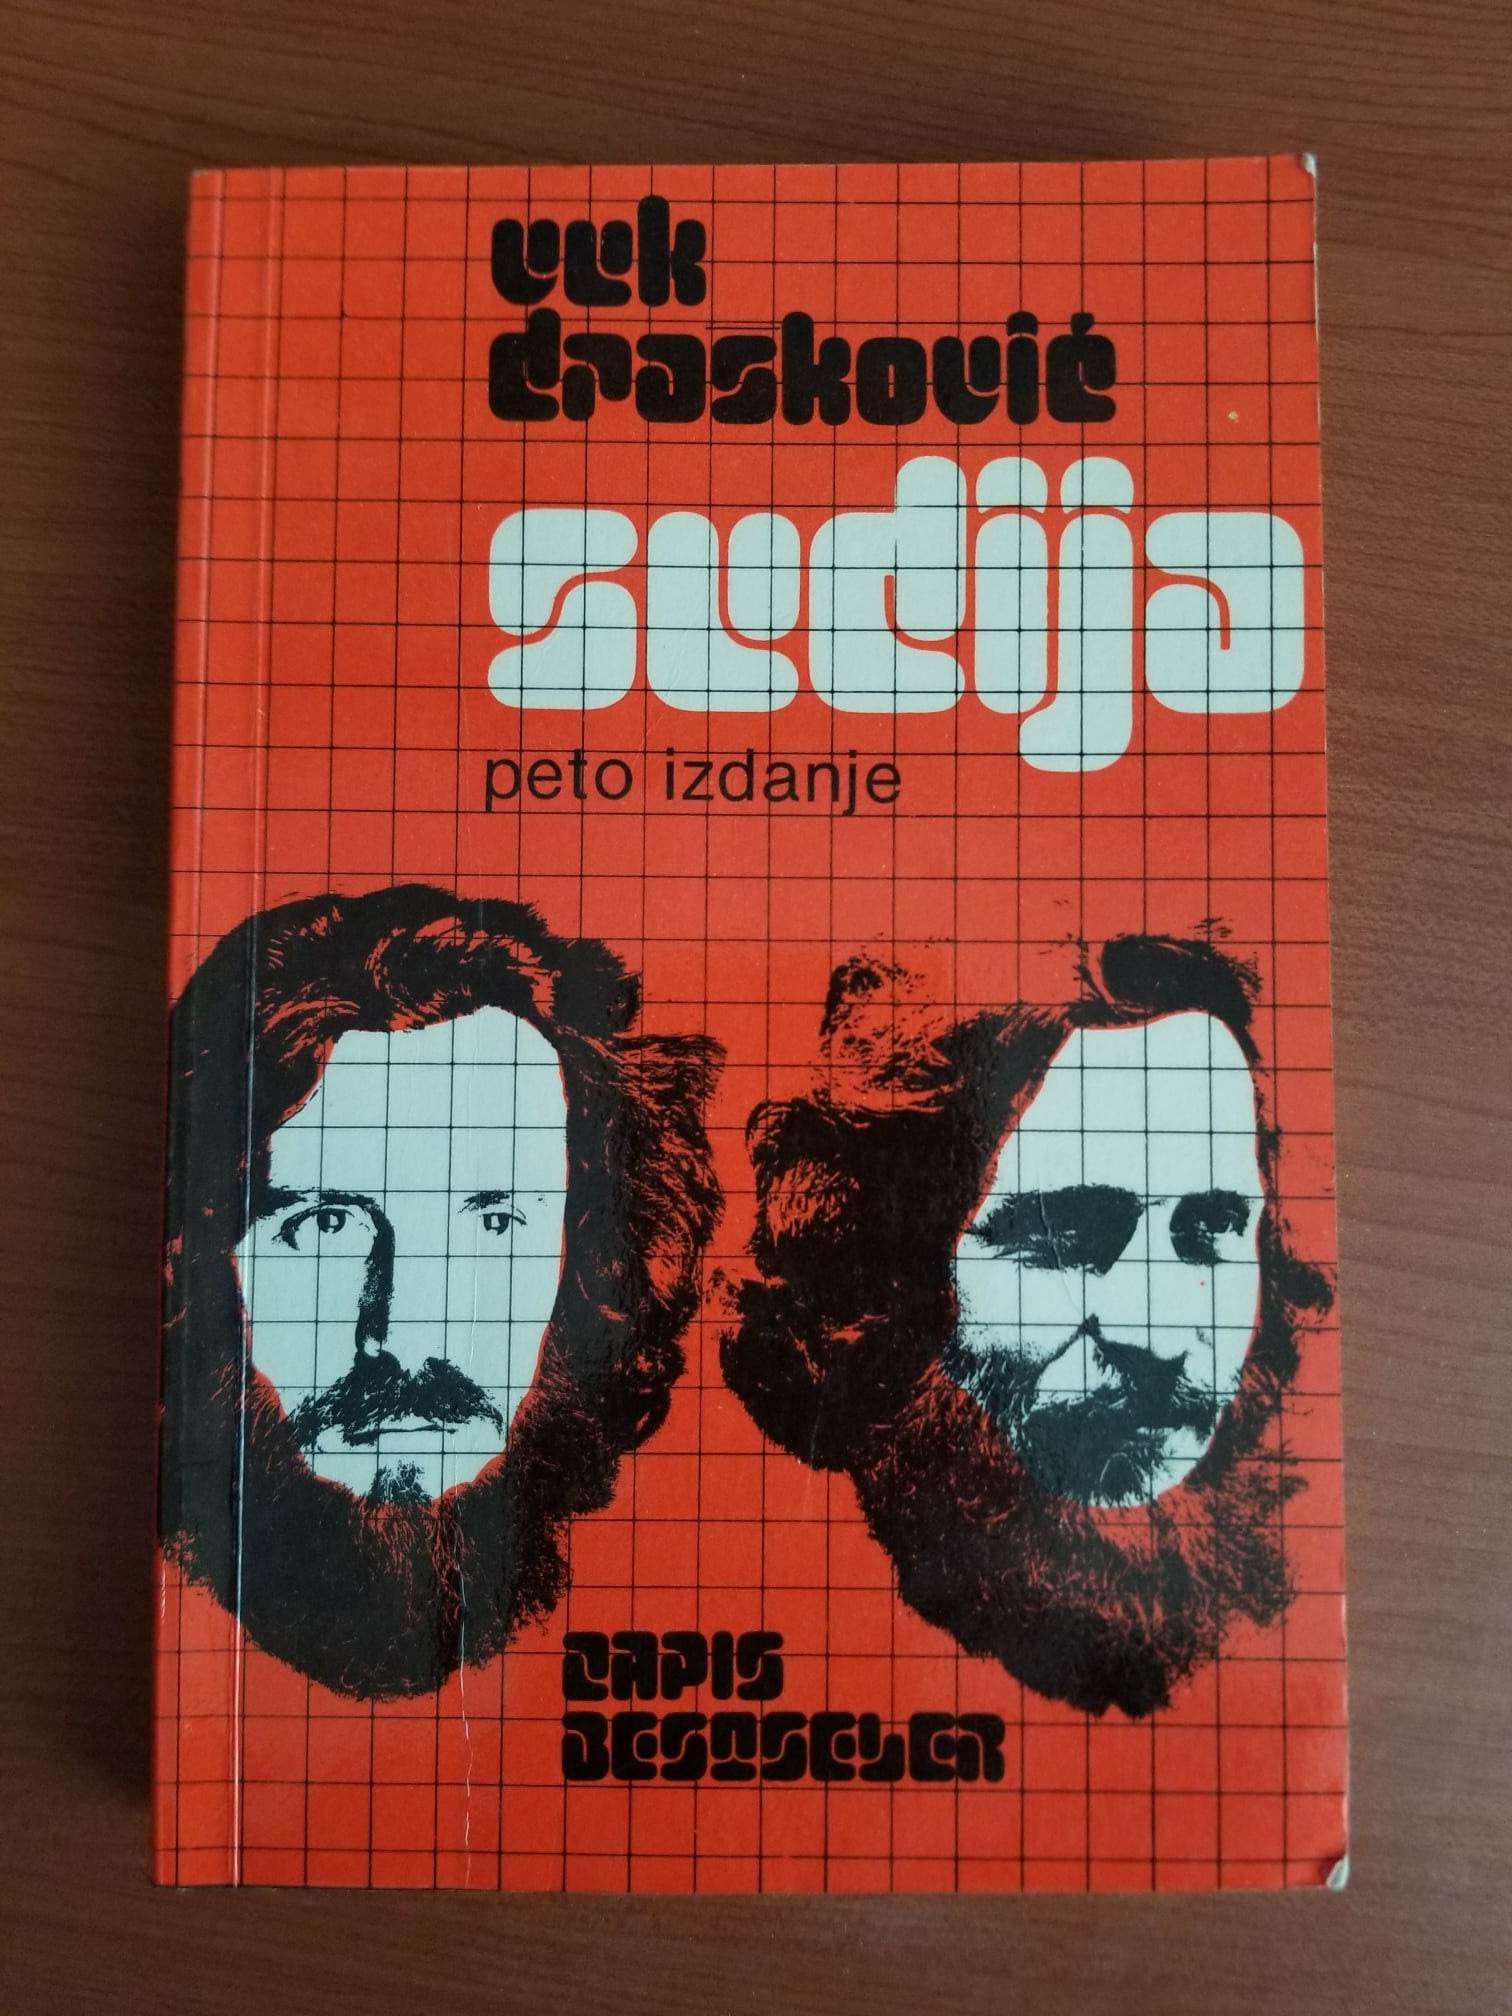 vuk
drašković
sudija
peto izdanje
ZAPIS
BESTSELER